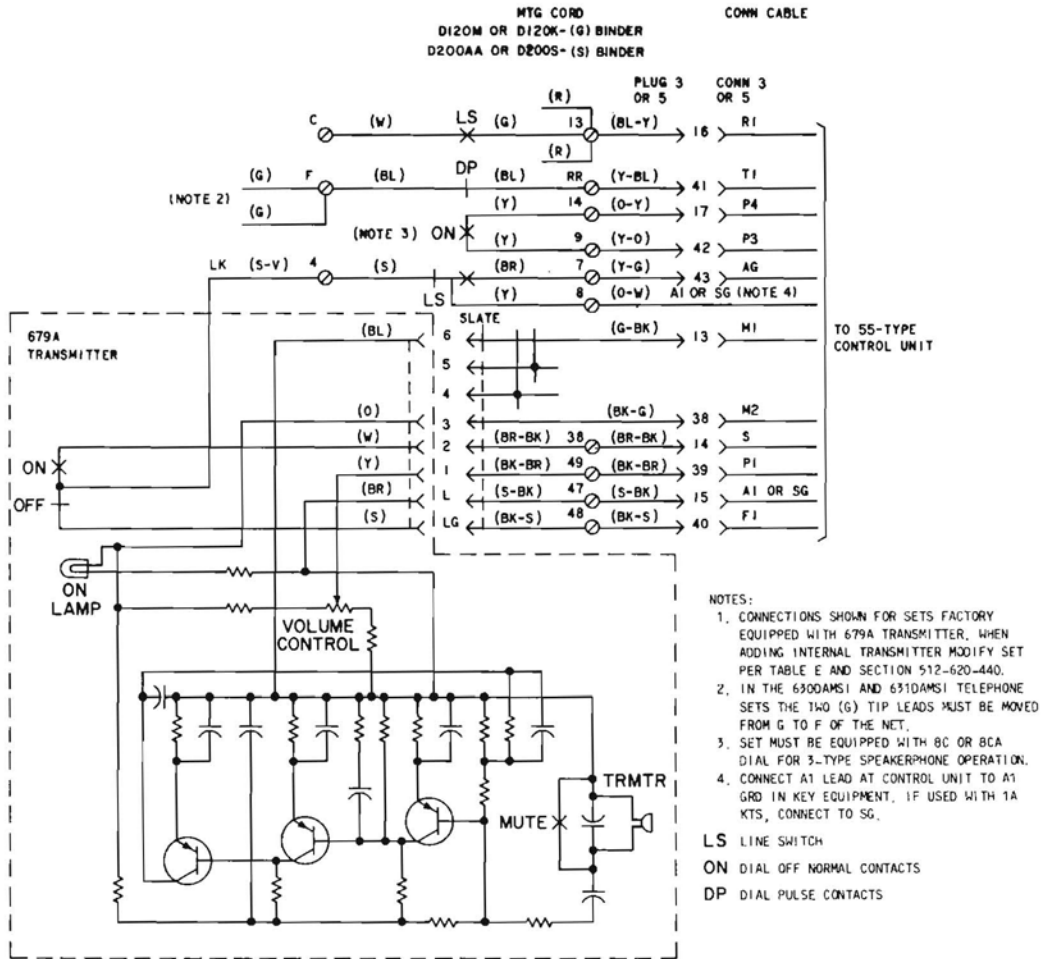 MTG CORD CONN CABLE
D120M OR D120K-(G) BINDER
D200AA OR D200S-(S) BINDER
PLUG 3 CONN 3
OR 5 OR 5
(R)
C (W) LS (G) 13 (BL-Y) 16 R1
(R)
DP
(G) F (BL) (BL) RR (Y-BL) 41 T1
(NOTE 2)
(G)
(Y) 14 (O-Y) 17 P4
(NOTE 3) ON
(Y) 9 (Y-O) 42 P3
LK (S-V) 4 (S) (BR) 7 (Y-G) 43 AG
LS (Y) 8 (O-W) A1 OR SG (NOTE 4)
SLATE
679A
TRANSMITTER
(BL) 6 (G-BK) 13 M1
TO 55-TYPE
CONTROL UNIT
5
4
(O) 3 (BK-G) 38 M2
(W) 2 (BR-BK) 38 (BR-BK) 14 S
ON
(Y) 1 (BK-BR) 49 (BK-BR) 39 P1
(BR) L (S-BK) 47 (S-BK) 15 A1 OR SG
OFF
(S) LG (BK-S) 48 (BK-S) 40 F1
ON
LAMP
VOLUME
CONTROL
TRMTR
MUTE
NOTES:
1. CONNECTIONS SHOWN FOR SETS FACTORY
EQUIPPED WITH 679A TRANSMITTER. WHEN
ADDING INTERNAL TRANSMITTER MODIFY SET
PER TABLE E AND SECTION 512-620-440.
2. IN THE 630DAMS1 AND 631DAMS1 TELEPHONE
SETS THE TWO (G) TIP LEADS MUST BE MOVED
FROM G TO F OF THE NET.
3. SET MUST BE EQUIPPED WITH 8C OR 8CA
DIAL FOR 3-TYPE SPEAKERPHONE OPERATION.
4. CONNECT A1 LEAD AT CONTROL UNIT TO A1
GRD IN KEY EQUIPMENT. IF USED WITH 1A
KTS, CONNECT TO SG.
LS LINE SWITCH
ON DIAL OFF NORMAL CONTACTS
DP DIAL PULSE CONTACTS